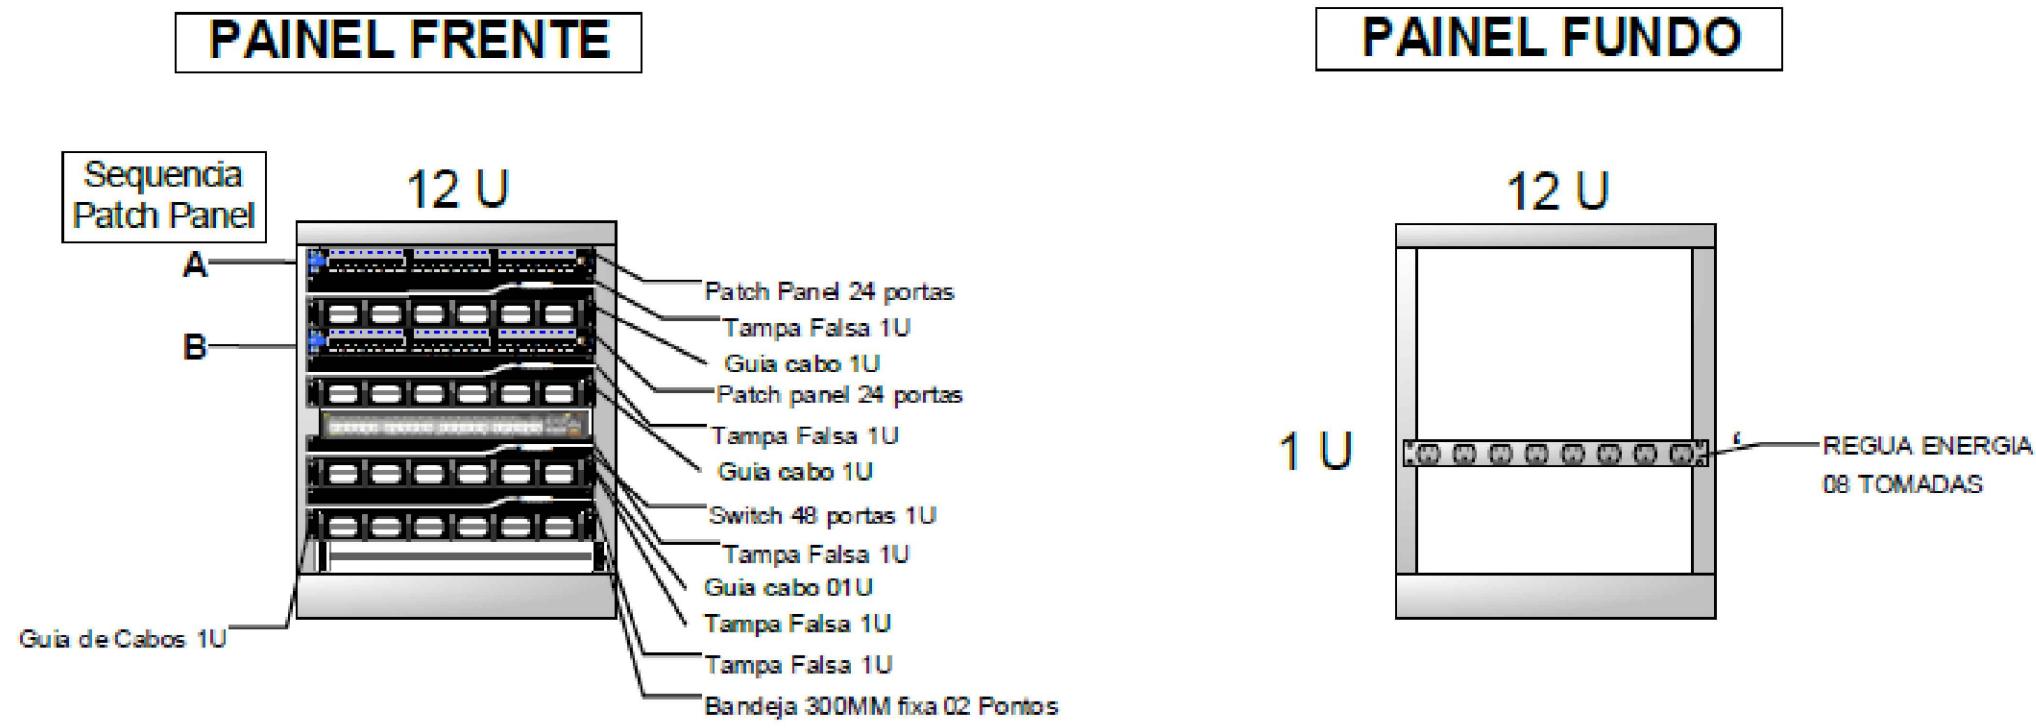 PAINEL FRENTE
PAINEL FUNDO
Sequencia
Patch Panel
12 U
A
B
Patch Panel 24 portas
Tampa Falsa 1U
Guia cabo 1U
Patch panel 24 portas
Tampa Falsa 1U
Guia cabo 1U
Switch 48 portas 1U
Tampa Falsa 1U
Guia cabo 01U
Tampa Falsa 1U
Tampa Falsa 1U
Bandeja 300MM fixa 02 Pontos
Guia de Cabos 1U
12 U
1 U
REGUA ENERGIA
08 TOMADAS